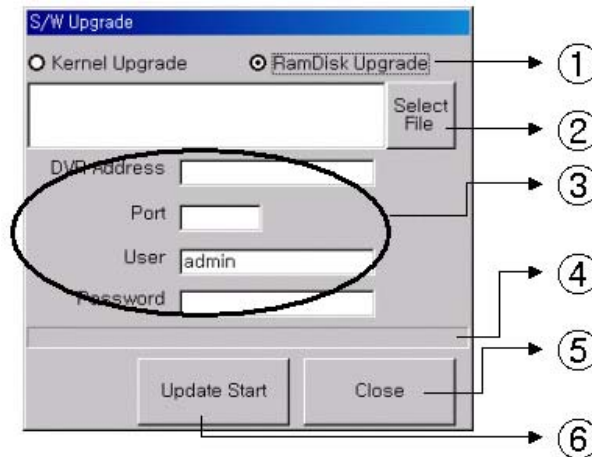 S/W Upgrade
Kernel Upgrade RamDisk Upgrade ①
Select
File ②
DVR Address ③
Port
User admin
Password ④
⑤
Update Start Close
⑥